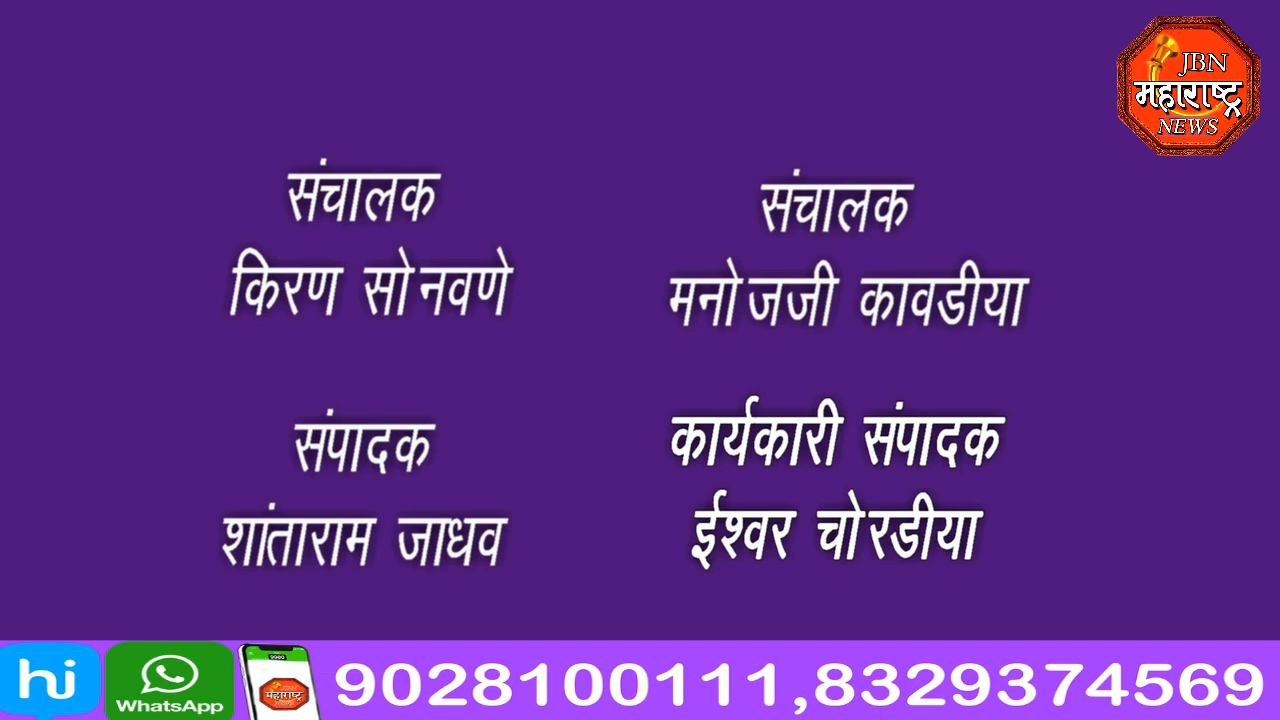 JBN
महाराष्ट्र
NEWS
संचालक
किरण सोनवणे
संचालक
मनोजजी कावडीया
संपादक
शांताराम जाधव
कार्यकारी संपादक
ईश्वर चोरडीया
hi
WhatsApp
महाराष्ट्र
9028100111,8329374569